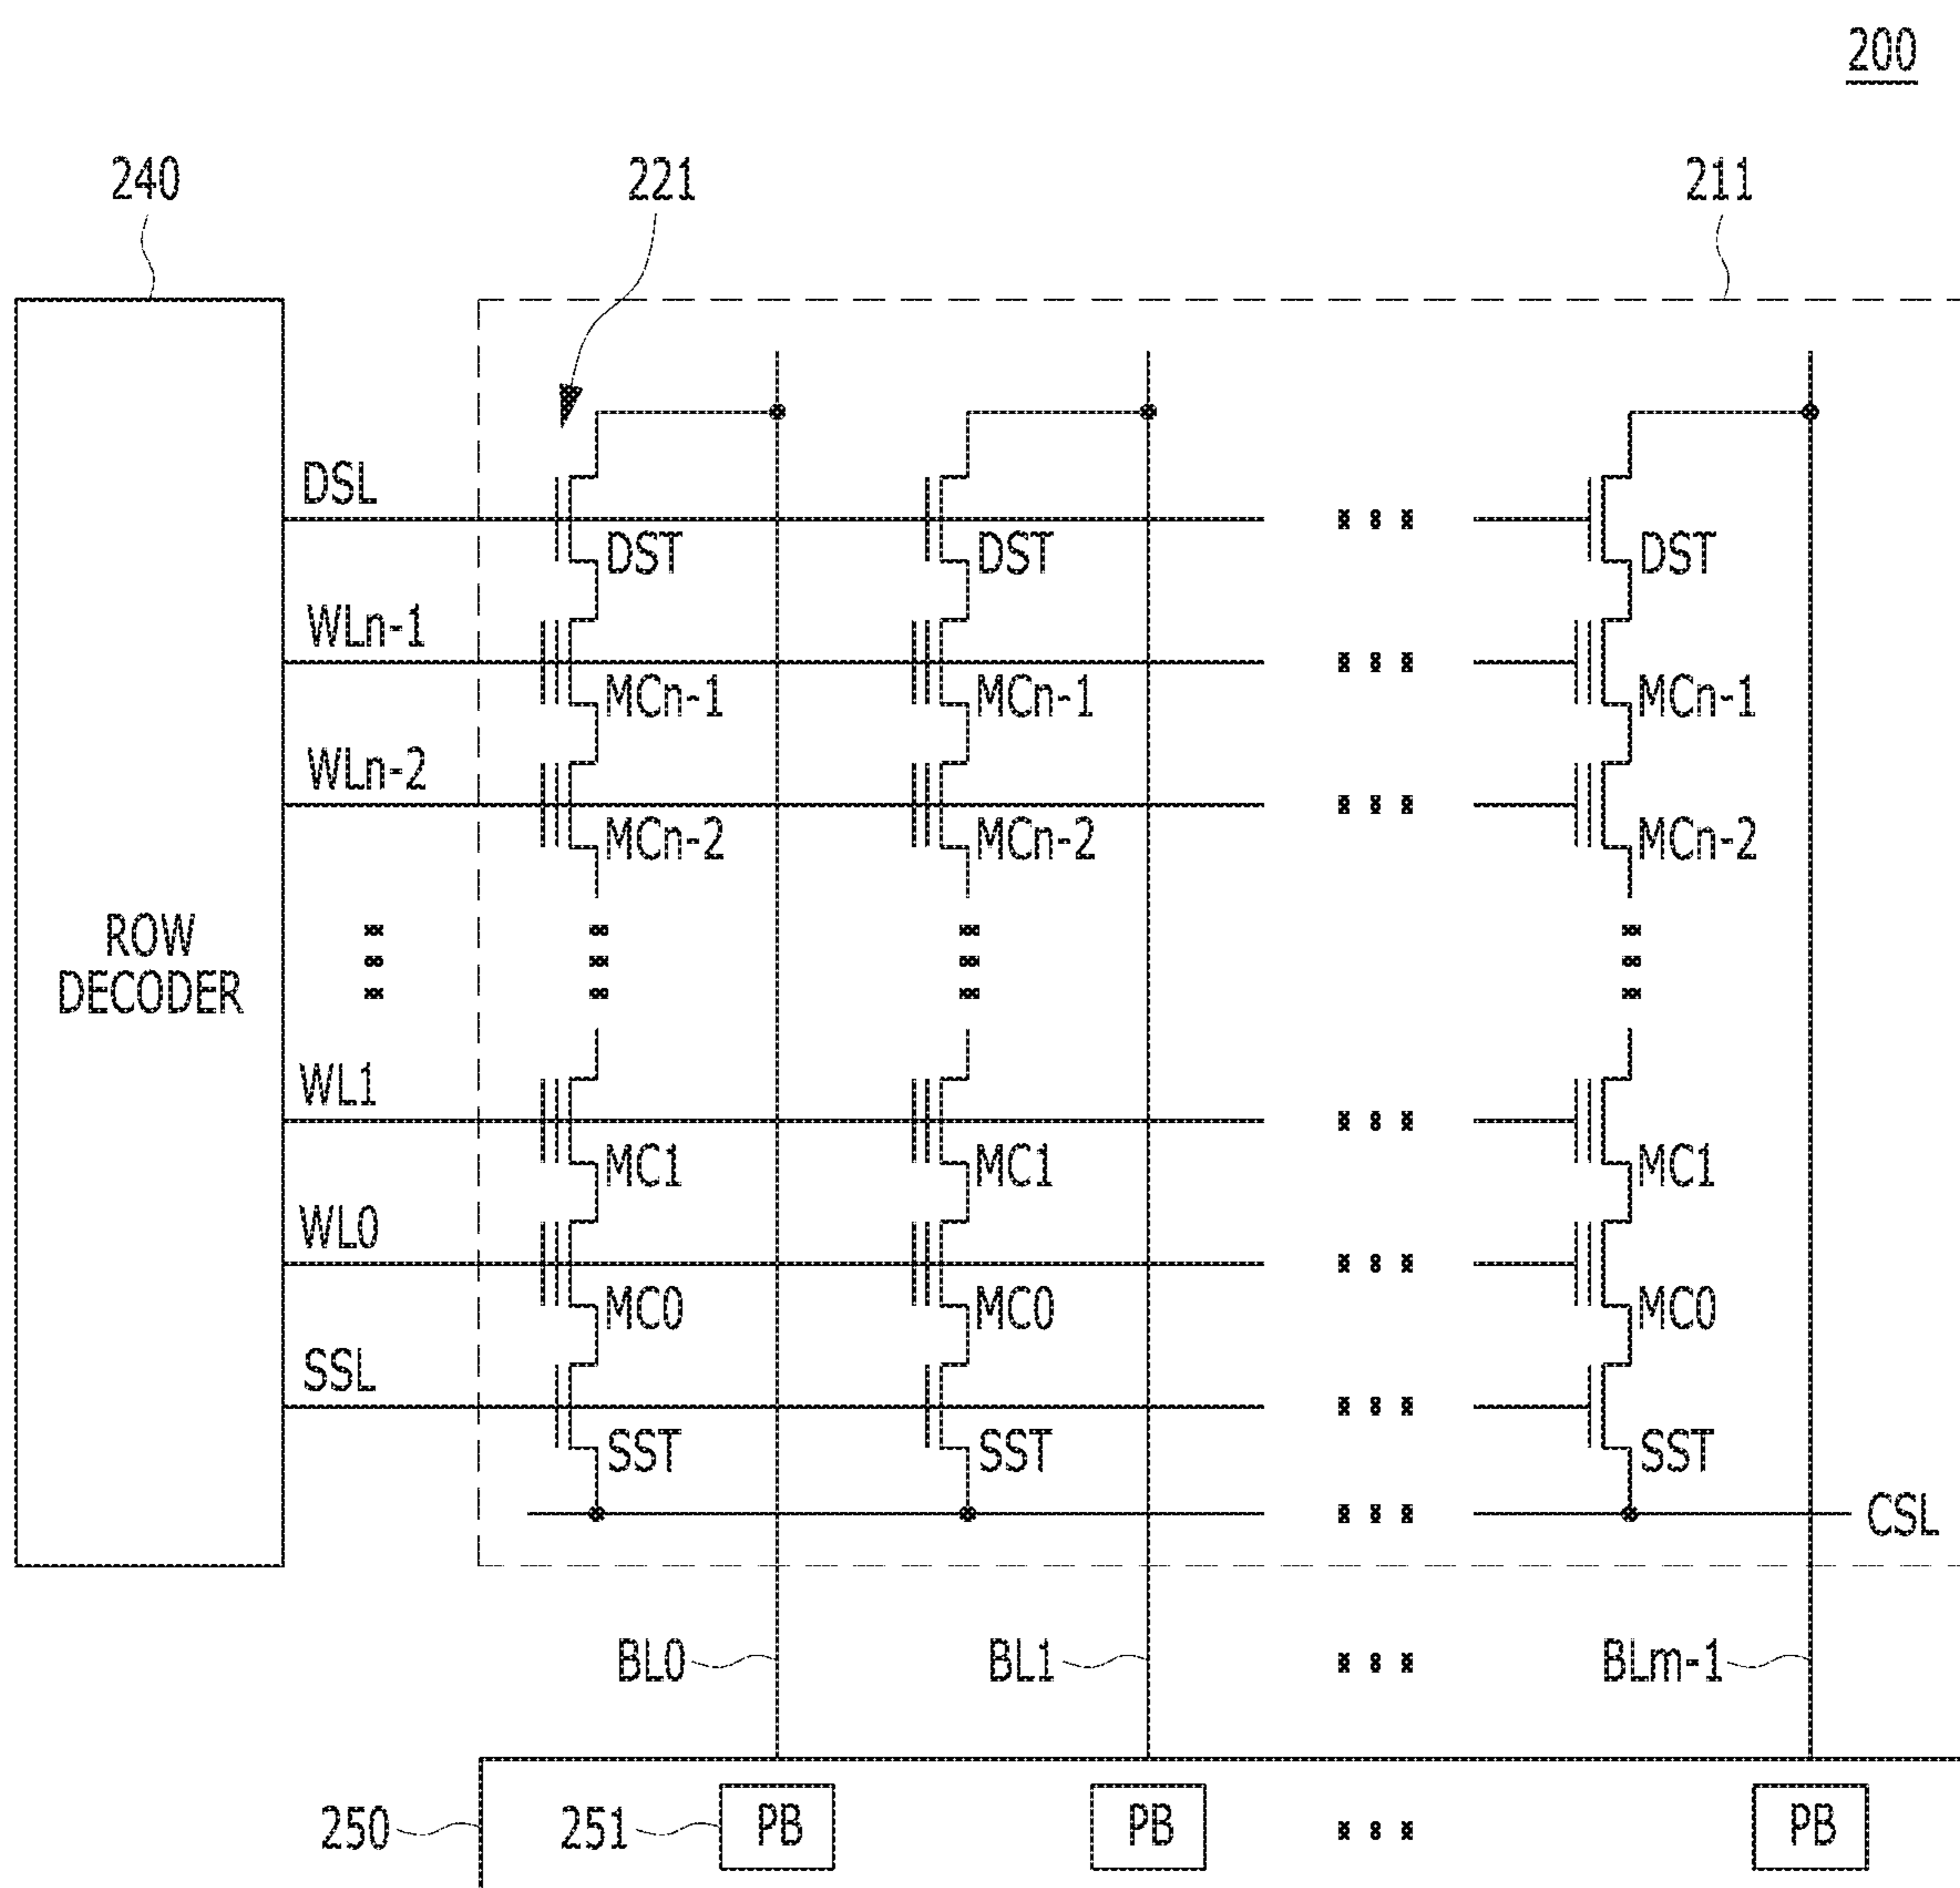 200
240
221
211
DSL
DST DST DST
WLn-1
MCn-1 MCn-1 MCn-1
WLn-2
MCn-2 MCn-2 MCn-2
ROW
DECODER
WL1
MC1 MC1 MC1
WL0
MC0 MC0 MC0
SSL
SST SST SST
CSL
BL0 BL1 BLm-1
250 251 PB PB PB